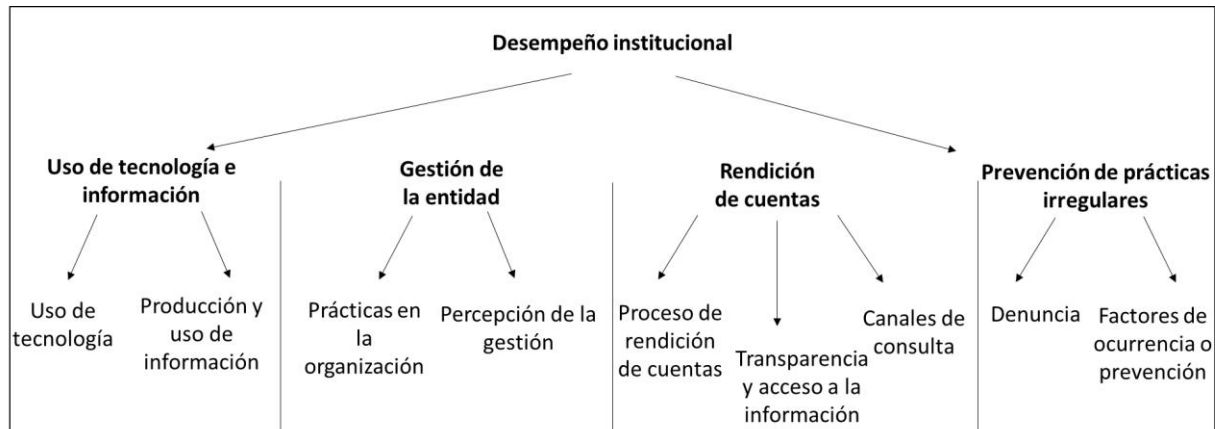 Desempeño institucional
Uso de tecnología e
información
Gestión de
la entidad
Rendición
de cuentas
Prevención de prácticas
irregulares
Uso de
tecnología
Producción y
uso de
información
Prácticas en
la
organización
Percepción de la
gestión
Proceso de
rendición
de cuentas
Transparencia
y acceso a la
información
Canales de
consulta
Denuncia
Factores de
ocurrencia o
prevención